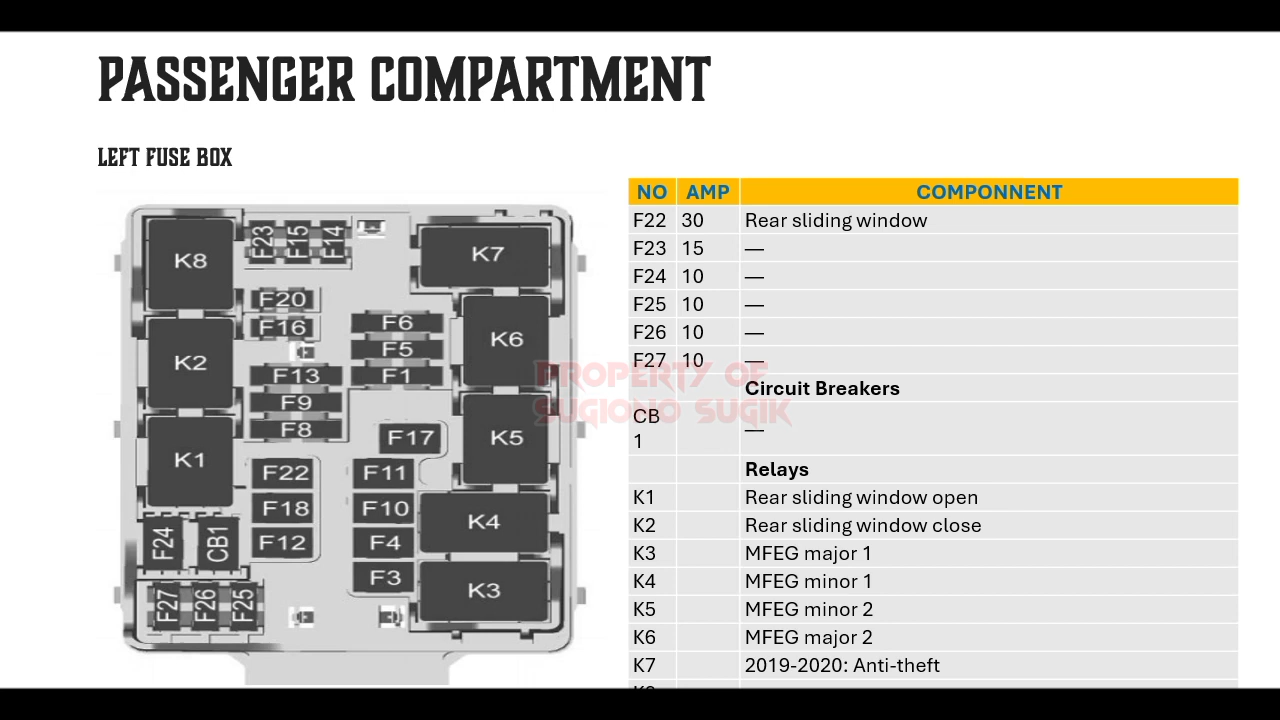 PASSENGER COMPARTMENT
LEFT FUSE BOX
K8
F23
F15
F14
K7
F20
F16
F6
K6
K2
F5
F13
F1
F9
F8
F17
K5
K1
F22
F11
F18
F10
K4
F24
CB1
F12
F4
F3
K3
F27
F26
F25
NO AMP COMPONNENT
F22 30 Rear sliding window
F23 15 —
F24 10 —
F25 10 —
F26 10 —
F27 10 —
Circuit Breakers
CB
1 —
Relays
K1 Rear sliding window open
K2 Rear sliding window close
K3 MFEG major 1
K4 MFEG minor 1
K5 MFEG minor 2
K6 MFEG major 2
K7 2019-2020: Anti-theft
PROPERTY OF
SUGIONO SUGIK